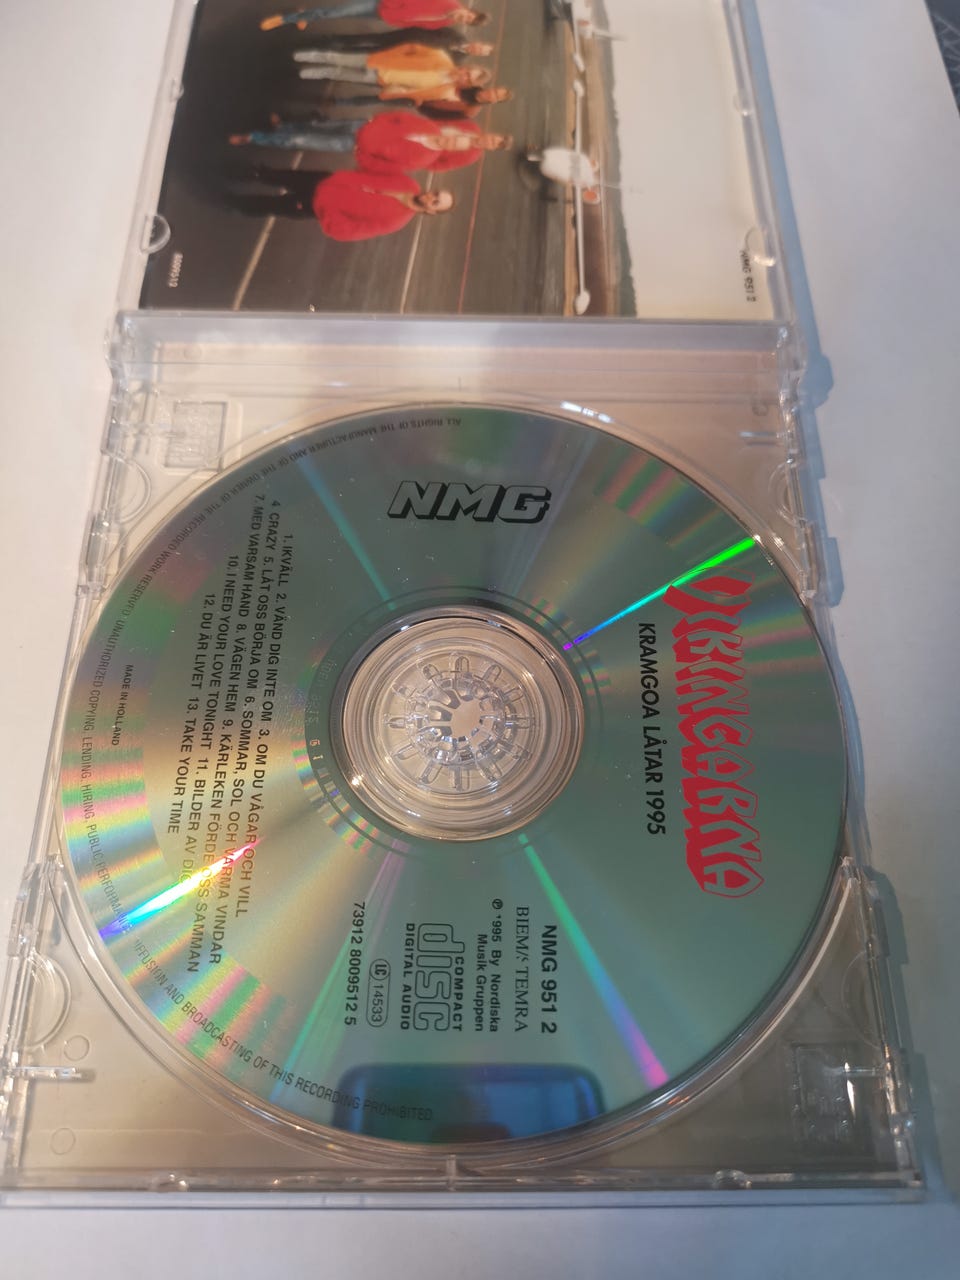 8009512
NMG 951 2
NMG
VIKINGARNA
KRAMGOA LÅTAR 1995
NMG 951 2
BIEM/ TEMRA
℗ 1995 By Nordiska
Musik Gruppen
COMPACT
disc
DIGITAL AUDIO
LC 14533
73912 8009512 5
1. IKVÄLL 2. VÄND DIG INTE OM 3. OM DU VÅGAR OCH VILL
4 CRAZY 5. LÅT OSS BÖRJA OM 6. SOMMAR, SOL OCH VARMA VINDAR
7. MED VARSAM HAND 8. VÄGEN HEM 9. KÄRLEKEN FÖRDE OSS SAMMAN
10. I NEED YOUR LOVE TONIGHT 11. BILDER AV DIG
12. DU ÄR LIVET 13. TAKE YOUR TIME
MADE IN HOLLAND
ALL RIGHTS OF THE MANUFACTURER AND OF THE OWNER OF THE RECORDED WORK RESERVED UNAUTHORIZED COPYING, LENDING, HIRING, PUBLIC PERFORMANCE DIFFUSION AND BROADCASTING OF THIS RECORDING PROHIBITED